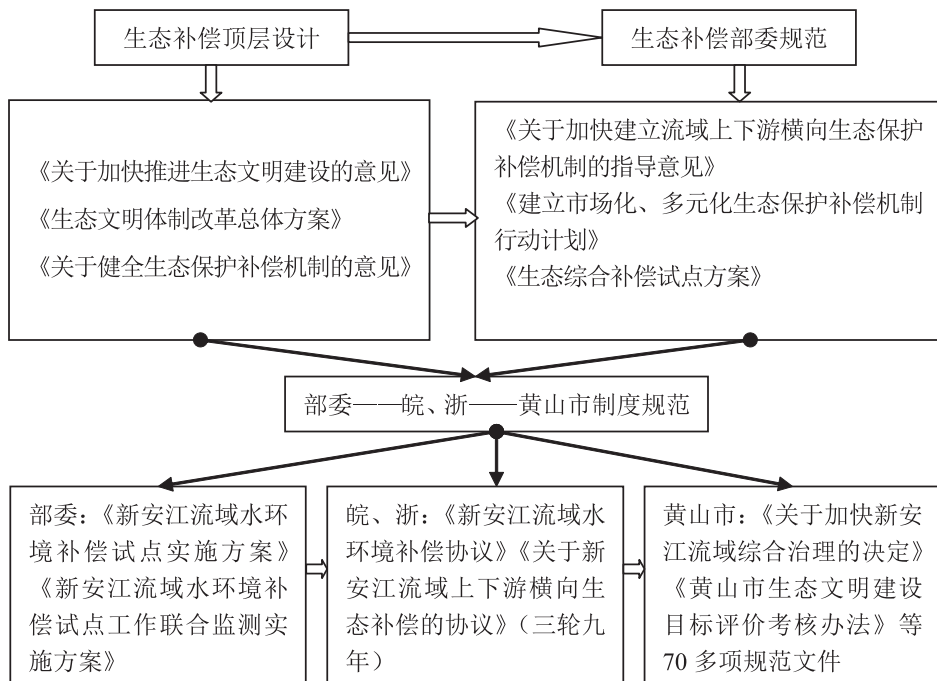 生态补偿顶层设计
生态补偿部委规范
《关于加快推进生态文明建设的意见》
《生态文明体制改革总体方案》
《关于健全生态保护补偿机制的意见》
《关于加快建立流域上下游横向生态保护
补偿机制的指导意见》
《建立市场化、多元化生态保护补偿机制
行动计划》
《生态综合补偿试点方案》
部委——皖、浙——黄山市制度规范
部委：《新安江流域水环
境补偿试点实施方案》
《新安江流域水环境补
偿试点工作联合监测实
施方案》
皖、浙：《新安江流域水
环境补偿协议》《关于新
安江流域上下游横向生
态补偿的协议》（三轮九
年）
黄山市：《关于加快新安
江流域综合治理的决定》
《黄山市生态文明建设
目标评价考核办法》等
70 多项规范文件